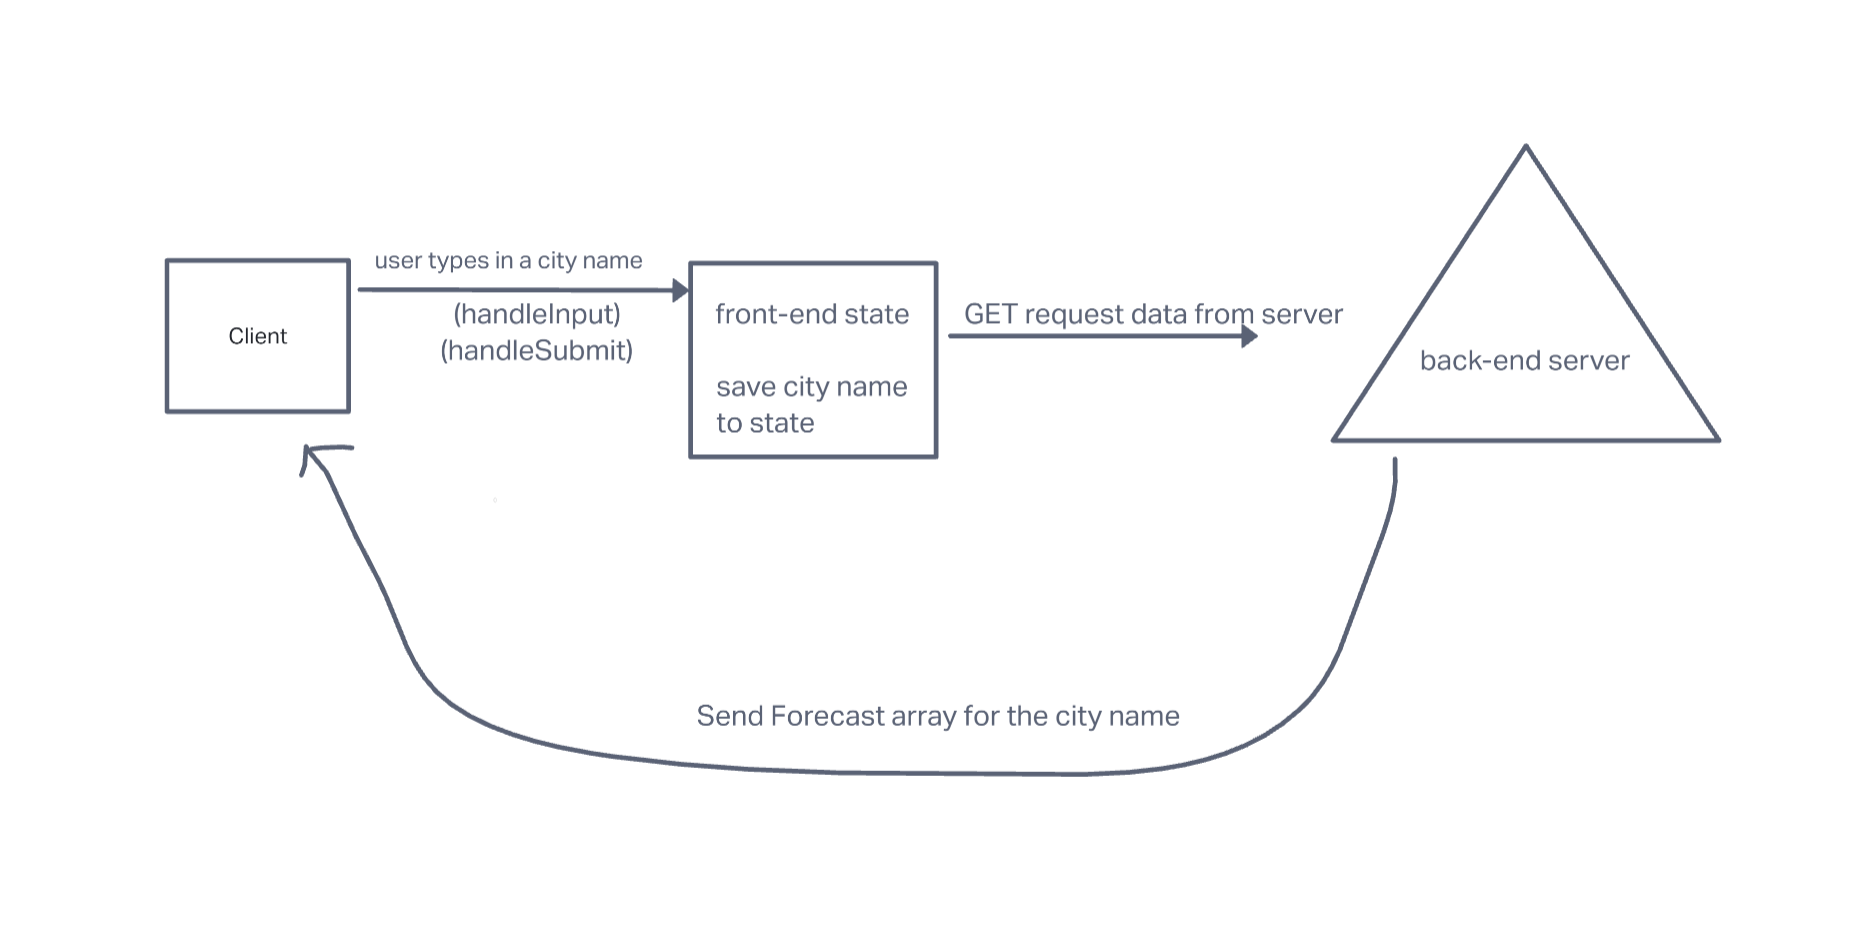 Client
user types in a city name
(handleInput)
(handleSubmit)
front-end state
save city name
to state
GET request data from server
back-end server
Send Forecast array for the city name